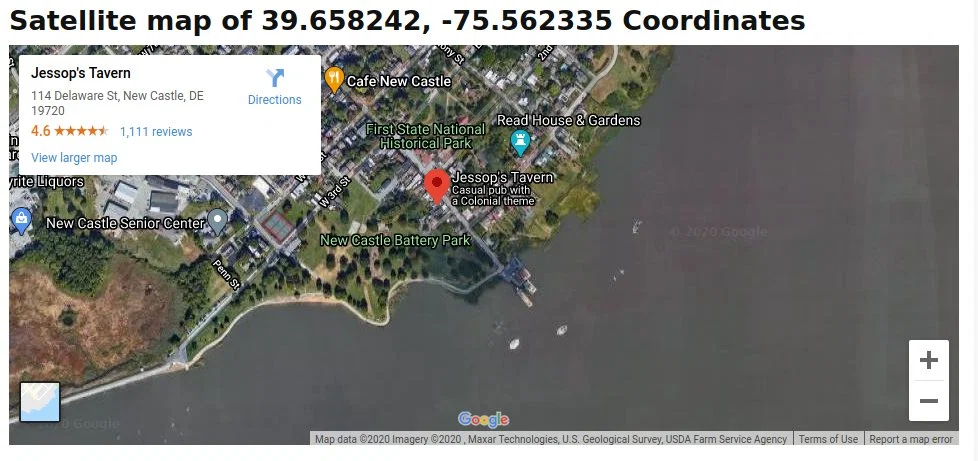 Satellite map of 39.658242, -75.562335 Coordinates
Jessop's Tavern
114 Delaware St, New Castle, DE
19720
Directions
4.6
1,111 reviews
View larger map
Cafe New Castle
2nd
Read House & Gardens
First State National
Historical Park
W 3rd St
Jessop's Tavern
Casual pub with
a Colonial theme
yrite Liquors
New Castle Senior Center
New Castle Battery Park
Penn St
© 2020 Google
+
−
2020 Google
Google
Map data ©2020 Imagery ©2020 , Maxar Technologies, U.S. Geological Survey, USDA Farm Service Agency
Terms of Use
Report a map error